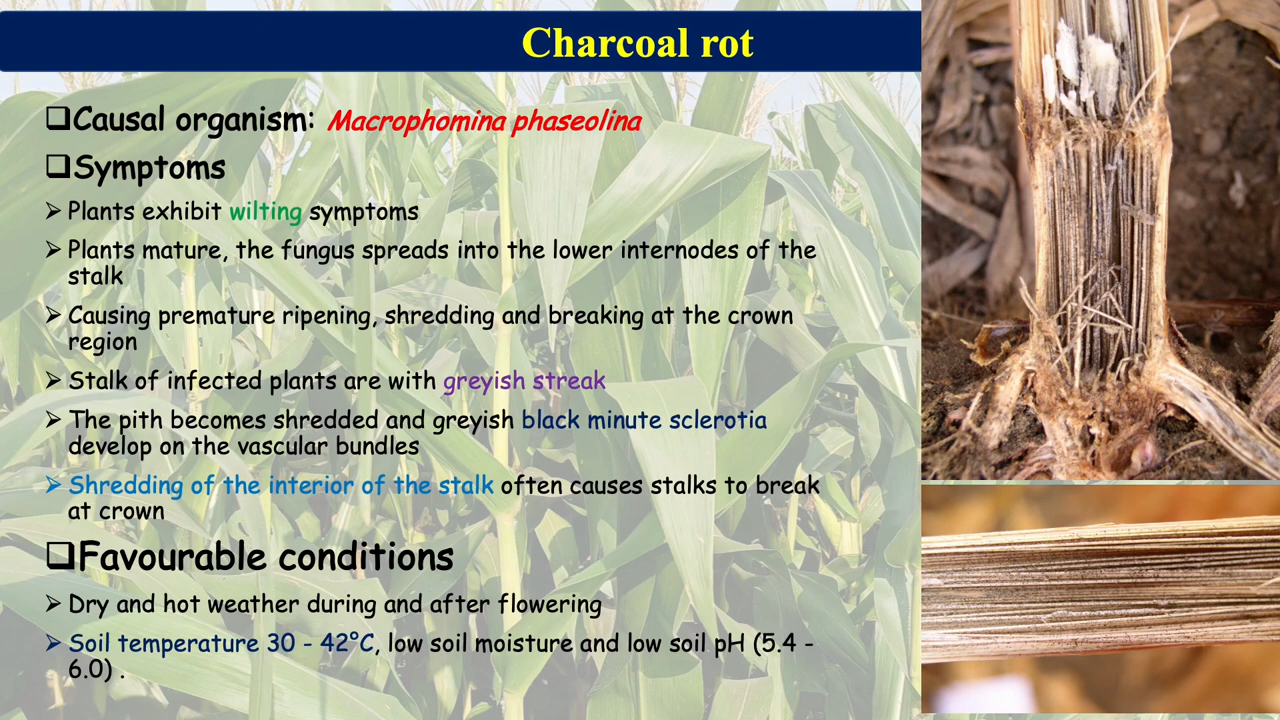 Charcoal rot
❑Causal organism: Macrophomina phaseolina
❑Symptoms
➢ Plants exhibit wilting symptoms
➢ Plants mature, the fungus spreads into the lower internodes of the
stalk
➢ Causing premature ripening, shredding and breaking at the crown
region
➢ Stalk of infected plants are with greyish streak
➢ The pith becomes shredded and greyish black minute sclerotia
develop on the vascular bundles
➢ Shredding of the interior of the stalk often causes stalks to break
at crown
❑Favourable conditions
➢ Dry and hot weather during and after flowering
➢ Soil temperature 30 - 42°C, low soil moisture and low soil pH (5.4 -
6.0) .